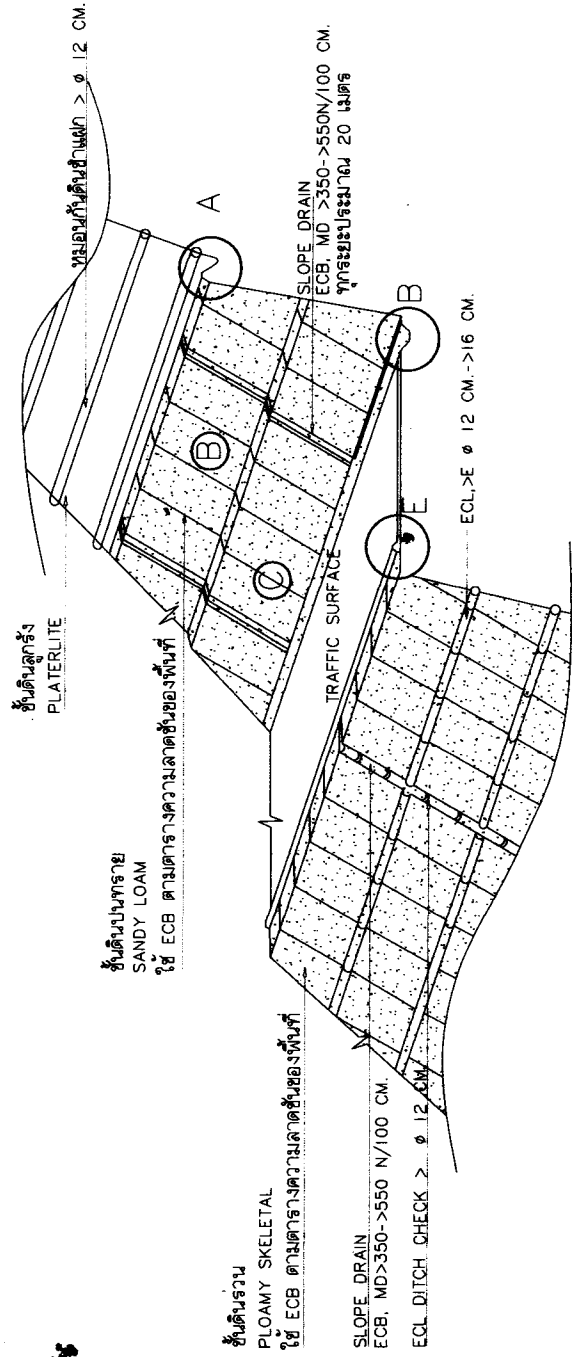 ชั้นดินลูกรัง
PLATERLITE
หมอนกันดินชำแฝก > ø 12 CM.
A
ชั้นดินปนทราย
SANDY LOAM
ใช้ ECB ตามตารางความลาดชันของพื้นที่
B
C
SLOPE DRAIN
ECB, MD >350->550N/100 CM.
ทุกระยะประมาณ 20 เมตร
B
E
TRAFFIC SURFACE
ECL,>E ø 12 CM.->16 CM.
ชั้นดินร่วน
PLOAMY SKELETAL
ใช้ ECB ตามตารางความลาดชันของพื้นที่
SLOPE DRAIN
ECB, MD>350->550 N/100 CM.
ECL DITCH CHECK > ø 12 CM.